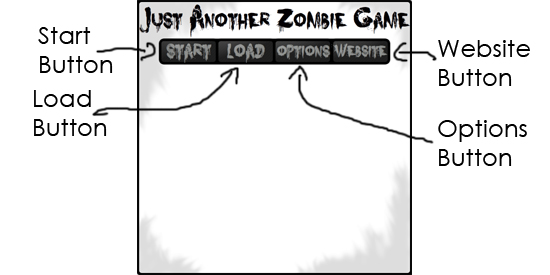 Just Another Zombie Game
Start
Button
START LOAD OPTIONS WEBSITE
Website
Button
Load
Button
Options
Button